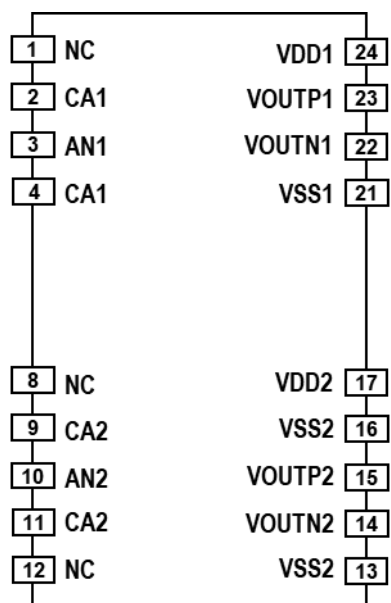 1 NC VDD1 24
2 CA1 VOUTP1 23
3 AN1 VOUTN1 22
4 CA1 VSS1 21
8 NC VDD2 17
9 CA2 VSS2 16
10 AN2 VOUTP2 15
11 CA2 VOUTN2 14
12 NC VSS2 13